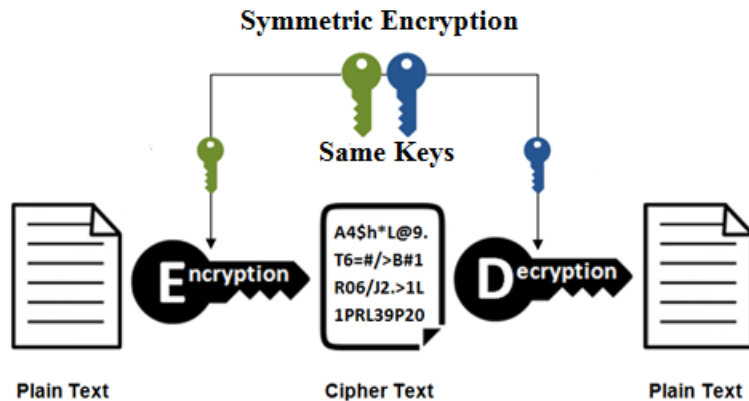 Symmetric Encryption
Same Keys
Encryption
A4$h*L@9.
T6=#/>B#1
R06/J2.>1L
1PRL39P20
Decryption
Plain Text
Cipher Text
Plain Text